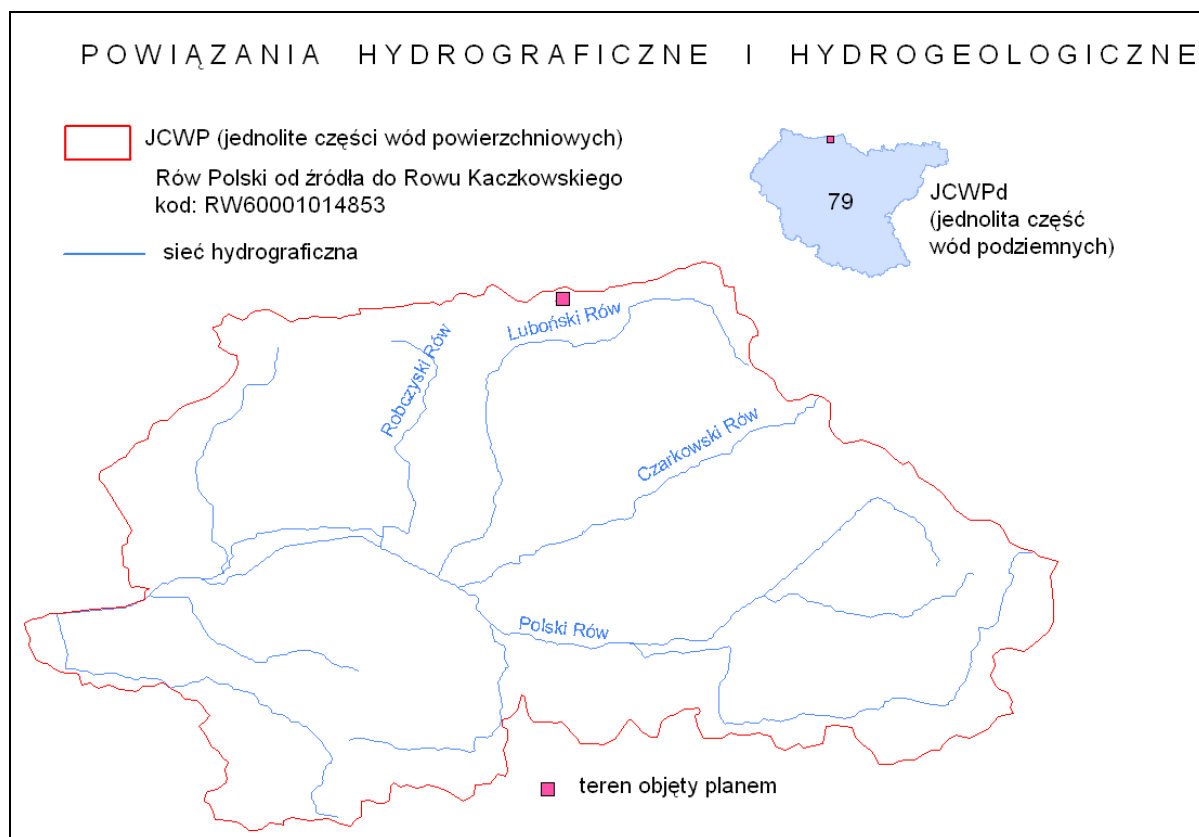 POWIĄZANIA HYDROGRAFICZNE I HYDROGEOLOGICZNE
JCWP (jednolite części wód powierzchniowych)
Rów Polski od źródła do Rowu Kaczkowskiego
kod: RW60001014853
sieć hydrograficzna
79
JCWPd
(jednolita część
wód podziemnych)
Luboński Rów
Robczyski Rów
Czarkowski Rów
Polski Rów
teren objęty planem